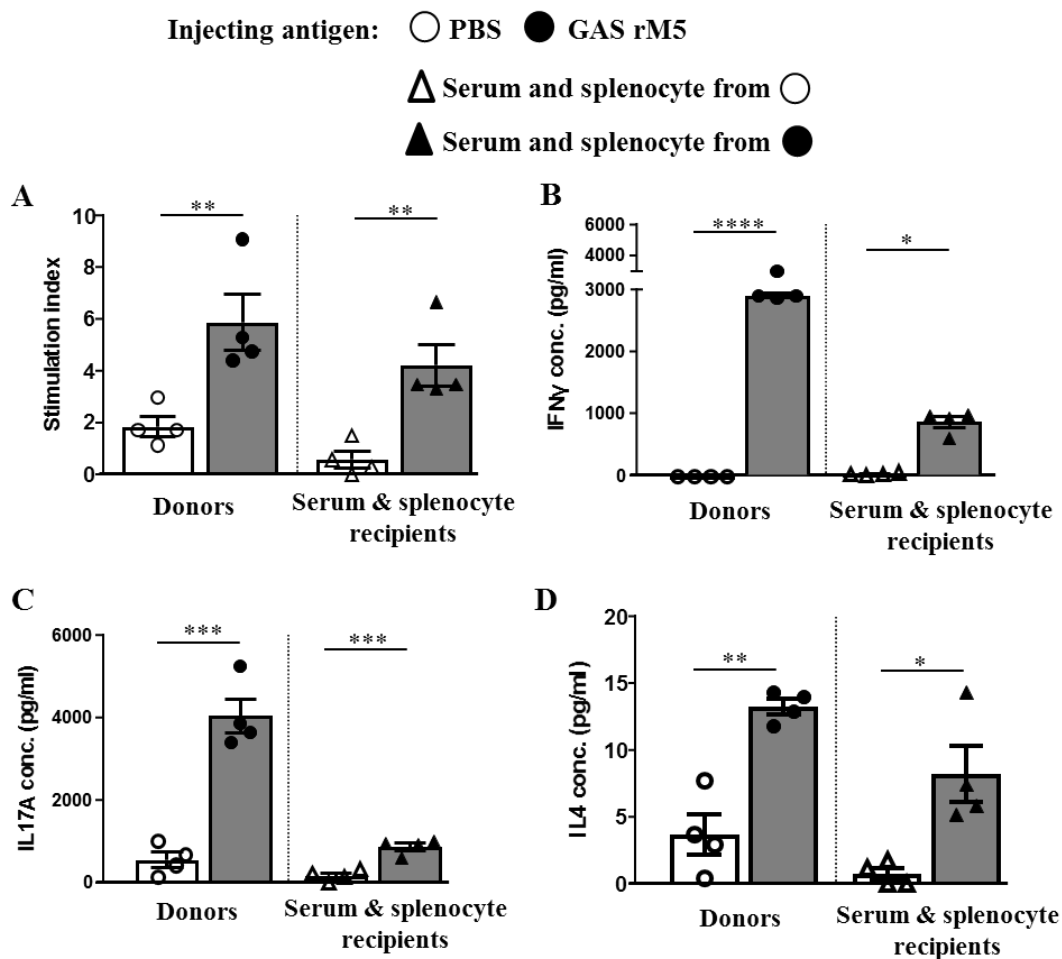 Injecting antigen: PBS GAS rM5
Serum and splenocyte from
Serum and splenocyte from
A
Stimulation index
10
8
6
4
2
0
**
**
Donors
Serum & splenocyte
recipients
B
IFNγ conc. (pg/ml)
6000
3000
3000
2000
1000
0
****
*
Donors
Serum & splenocyte
recipients
C
IL17A conc. (pg/ml)
6000
4000
2000
0
***
***
Donors
Serum & splenocyte
recipients
D
IL4 conc. (pg/ml)
20
15
10
5
0
**
*
Donors
Serum & splenocyte
recipients